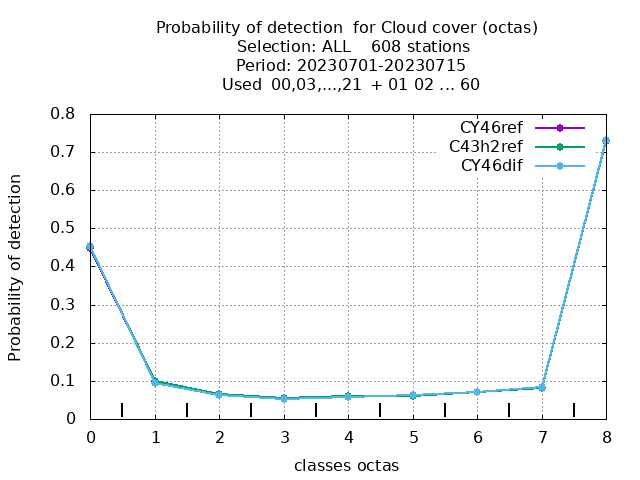 Probability of detection  for Cloud cover (octas)
Selection: ALL    608 stations
Period: 20230701-20230715
Used  00,03,...,21  + 01 02 ... 60
CY46ref
C43h2ref
CY46dif
0.8
0.7
0.6
0.5
0.4
0.3
0.2
0.1
0
Probability of detection
0 1 2 3 4 5 6 7 8
classes octas